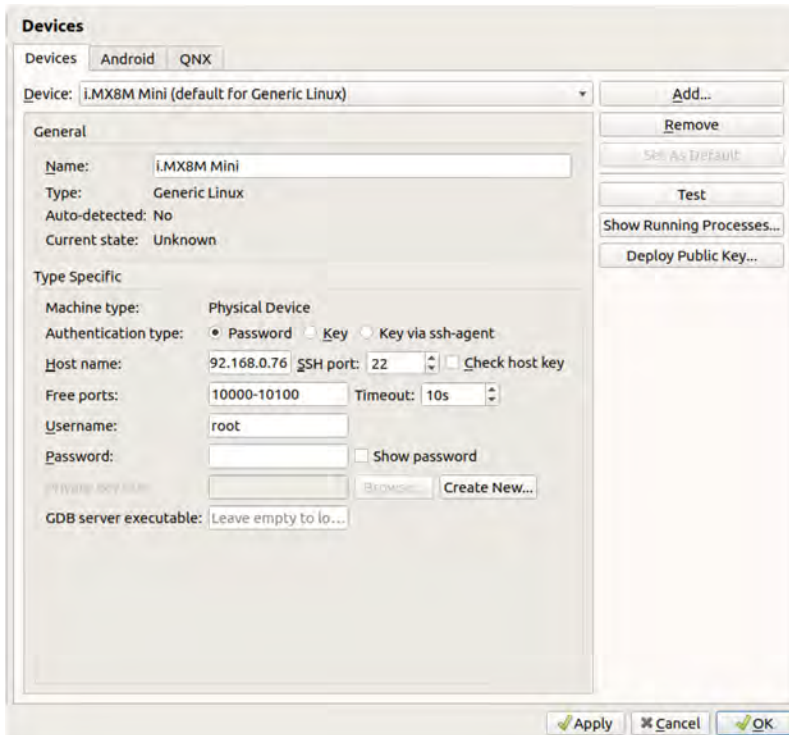 Devices
Devices Android QNX
Device: i.MX8M Mini (default for Generic Linux) Add...
General Remove
Set As Default
Name: i.MX8M Mini
Type: Generic Linux Test
Auto-detected: No
Show Running Processes...
Current state: Unknown
Deploy Public Key...
Type Specific
Machine type: Physical Device
Authentication type: Password Key Key via ssh-agent
Host name: 92.168.0.76 SSH port: 22 Check host key
Free ports: 10000-10100 Timeout: 10s
Username: root
Password: Show password
Private key file: Browse... Create New...
GDB server executable: Leave empty to lo...
Apply Cancel OK